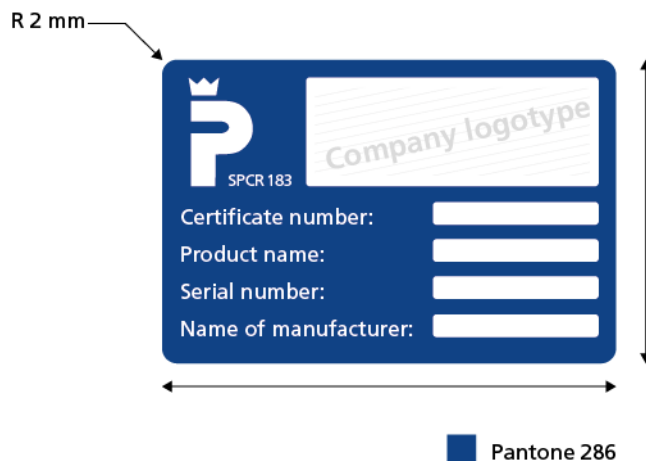 R 2 mm
Company logotype
SPCR 183
Certificate number:
Product name:
Serial number:
Name of manufacturer:
Pantone 286